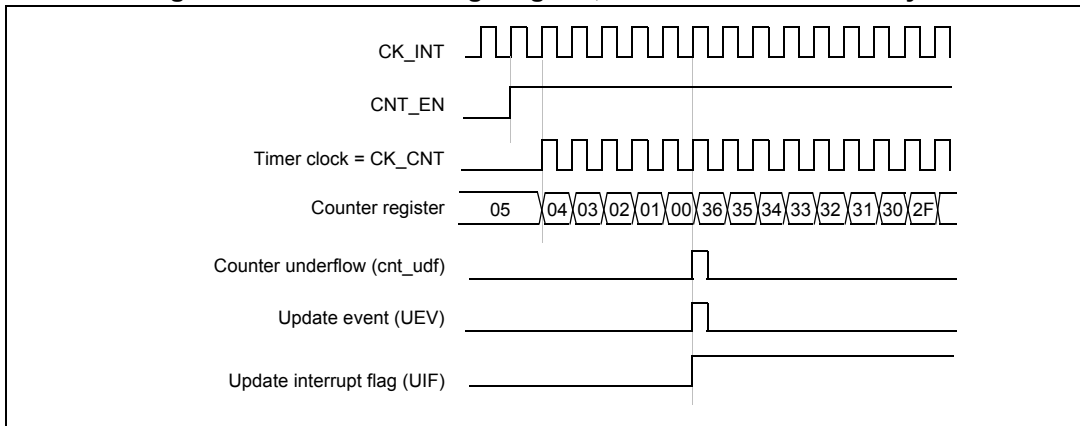 CK_INT
CNT_EN
Timer clock = CK_CNT
Counter register 05 04 03 02 01 00 36 35 34 33 32 31 30 2F
Counter underflow (cnt_udf)
Update event (UEV)
Update interrupt flag (UIF)